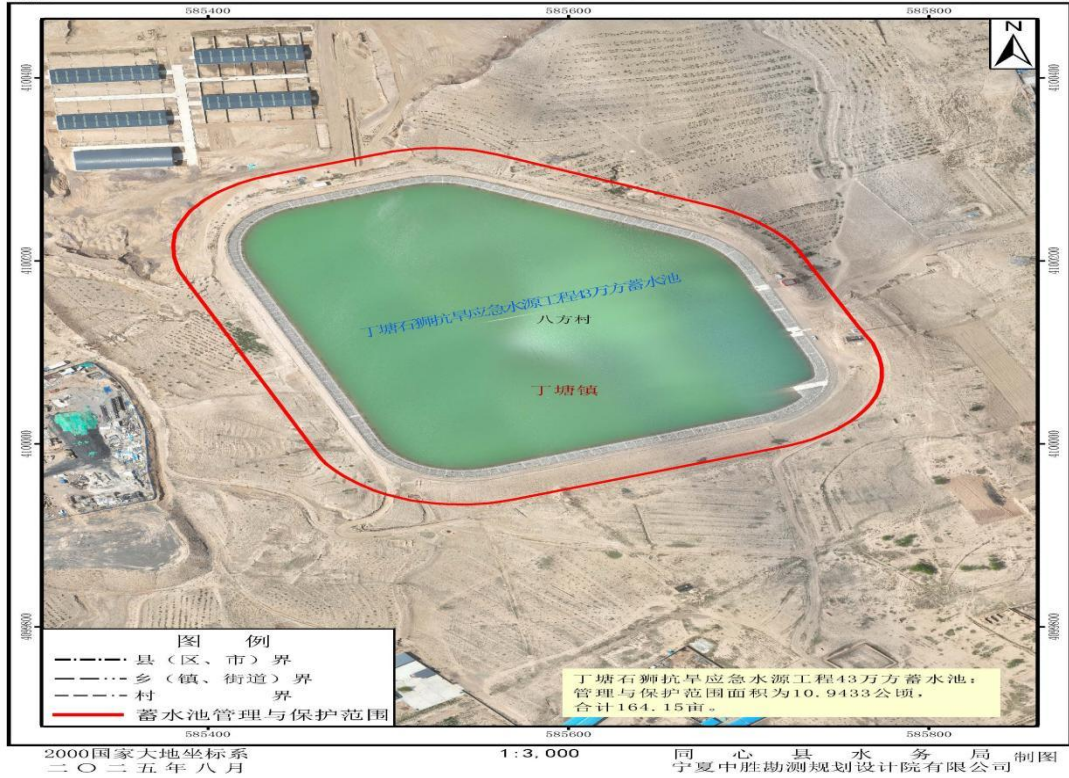 585400
585600
585800
N
4100400
4100400
4100200
4100200
丁塘石狮抗旱应急水源工程43万方蓄水池
八方村
丁塘镇
4100000
4100000
4099800
4099800
图 例
县（区、市）界
乡（镇、街道）界
村 界
蓄水池管理与保护范围
丁塘石狮抗旱应急水源工程43万方蓄水池：
管理与保护范围面积为10.9433公顷，
合计164.15亩。
585400
585600
585800
2000国家大地坐标系
二〇二五年八月
1:3,000
同心县水务局 制图
宁夏中胜勘测规划设计院有限公司